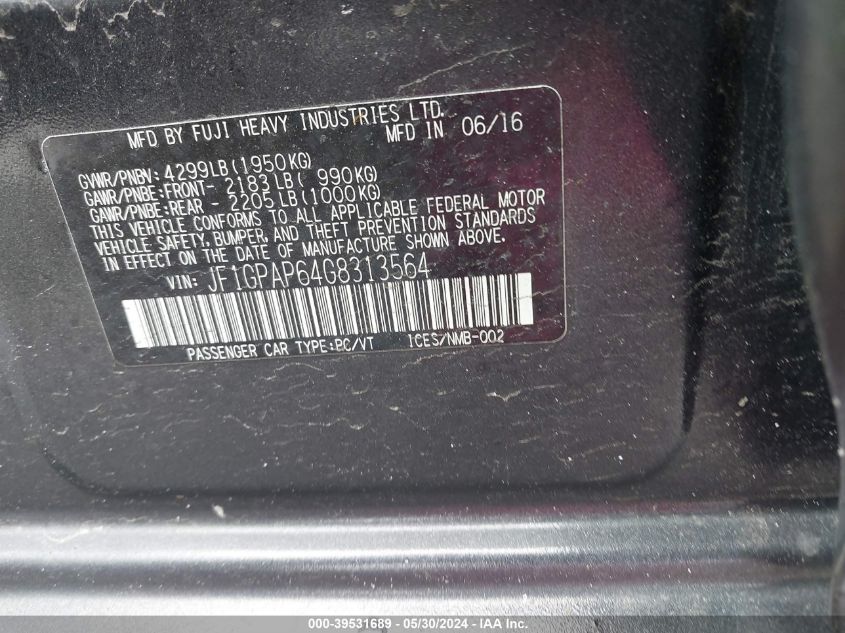 MFD BY FUJI HEAVY INDUSTRIES LTD.
MFD IN 06/16
GVWR/PNBV: 4299LB (1950KG)
GAWR/PNBE: FRONT- 2183 LB ( 990KG)
GAWR/PNBE: REAR - 2205 LB (1000KG)
THIS VEHICLE CONFORMS TO ALL APPLICABLE FEDERAL MOTOR
VEHICLE SAFETY, BUMPER, AND THEFT PREVENTION STANDARDS
IN EFFECT ON THE DATE OF MANUFACTURE SHOWN ABOVE.
VIN: JF1GPAP64G8313564
PASSENGER CAR TYPE:PC/VT ICES/NMB-002
000-39531689 - 05/30/2024 - IAA, Inc.